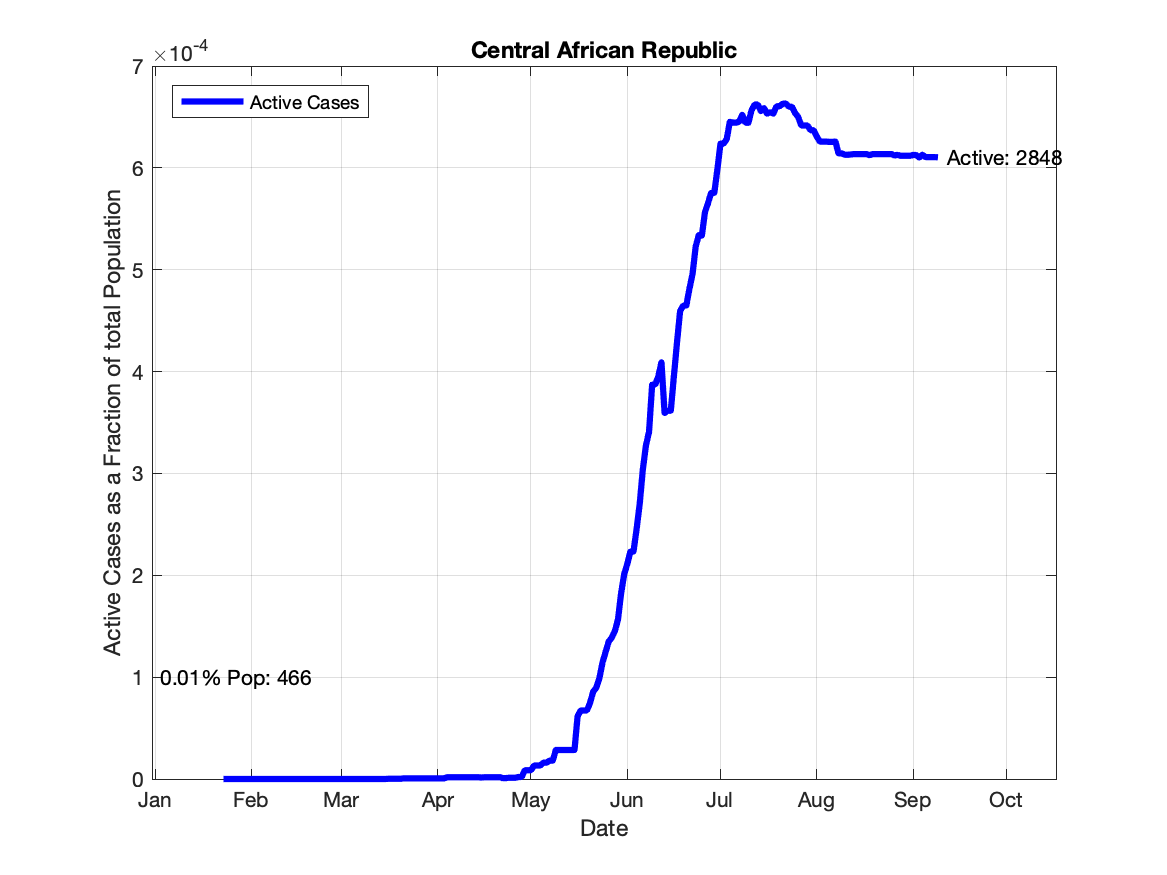 Central African Republic
×10-4
Active Cases
7
6
5
4
3
2
1
0
Active Cases as a Fraction of total Population
Active: 2848
0.01% Pop: 466
Jan Feb Mar Apr May Jun Jul Aug Sep Oct
Date